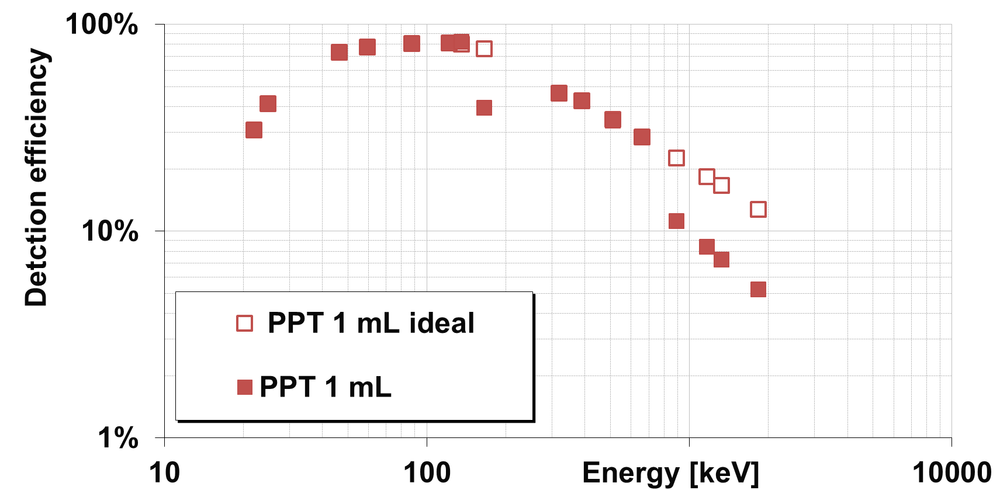 100%
Detction efficiency
10%
PPT 1 mL ideal
PPT 1 mL
1%
10
100
Energy [keV]
10000